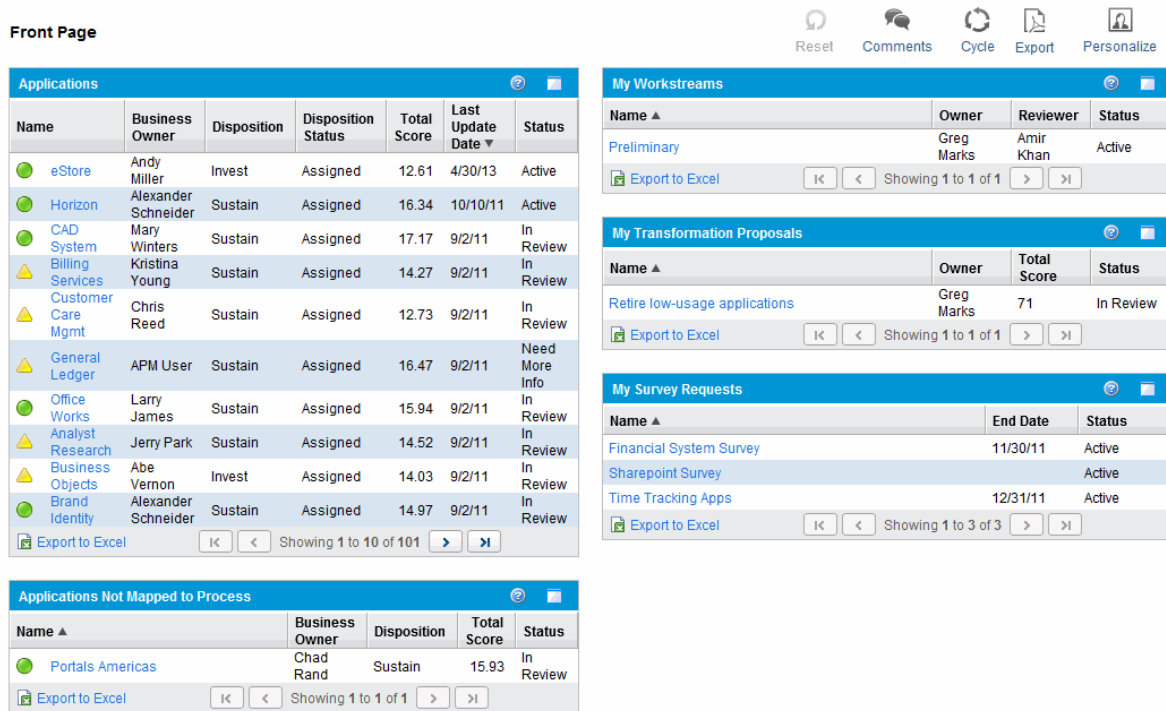 Front Page
Reset Comments Cycle Export Personalize
Applications
Name Business Owner Disposition Disposition Status Total Score Last Update Date ▼ Status
eStore Andy Miller Invest Assigned 12.61 4/30/13 Active
Horizon Alexander Schneider Sustain Assigned 16.34 10/10/11 Active
CAD System Mary Winters Sustain Assigned 17.17 9/2/11 In Review
Billing Services Kristina Young Sustain Assigned 14.27 9/2/11 In Review
Customer Care Mgmt Chris Reed Sustain Assigned 12.73 9/2/11 In Review
General Ledger APM User Sustain Assigned 16.47 9/2/11 Need More Info
Office Works Larry James Sustain Assigned 15.94 9/2/11 In Review
Analyst Research Jerry Park Sustain Assigned 14.52 9/2/11 In Review
Business Objects Abe Vernon Invest Assigned 14.03 9/2/11 In Review
Brand Identity Alexander Schneider Sustain Assigned 14.97 9/2/11 In Review
Export to Excel Showing 1 to 10 of 101
Applications Not Mapped to Process
Name ▲ Business Owner Disposition Total Score Status
Portals Americas Chad Rand Sustain 15.93 In Review
Export to Excel Showing 1 to 1 of 1
My Workstreams
Name ▲ Owner Reviewer Status
Preliminary Greg Marks Amir Khan Active
Export to Excel Showing 1 to 1 of 1
My Transformation Proposals
Name ▲ Owner Total Score Status
Retire low-usage applications Greg Marks 71 In Review
Export to Excel Showing 1 to 1 of 1
My Survey Requests
Name ▲ End Date Status
Financial System Survey 11/30/11 Active
Sharepoint Survey Active
Time Tracking Apps 12/31/11 Active
Export to Excel Showing 1 to 3 of 3